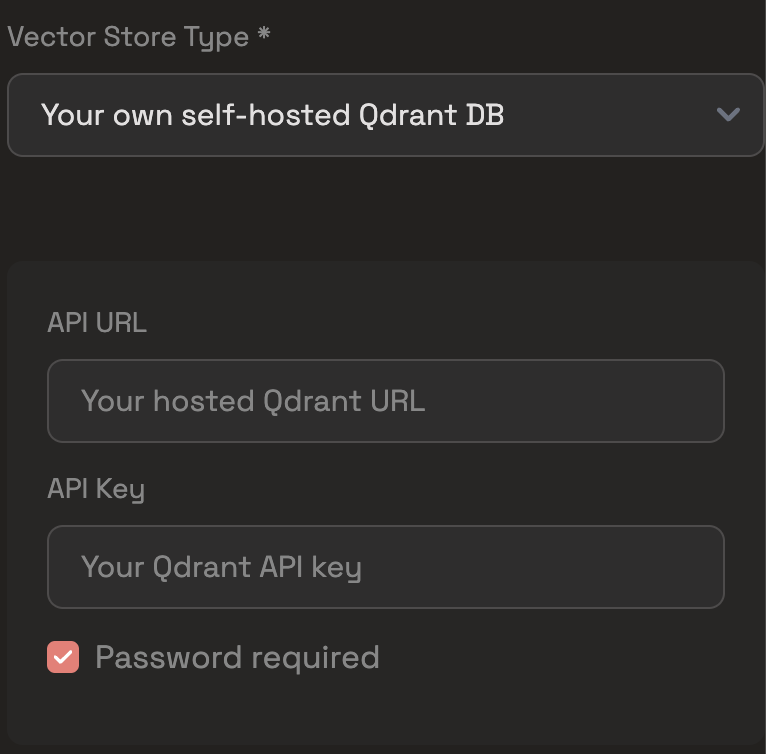 Vector Store Type *
Your own self-hosted Qdrant DB
API URL
Your hosted Qdrant URL
API Key
Your Qdrant API key
Password required